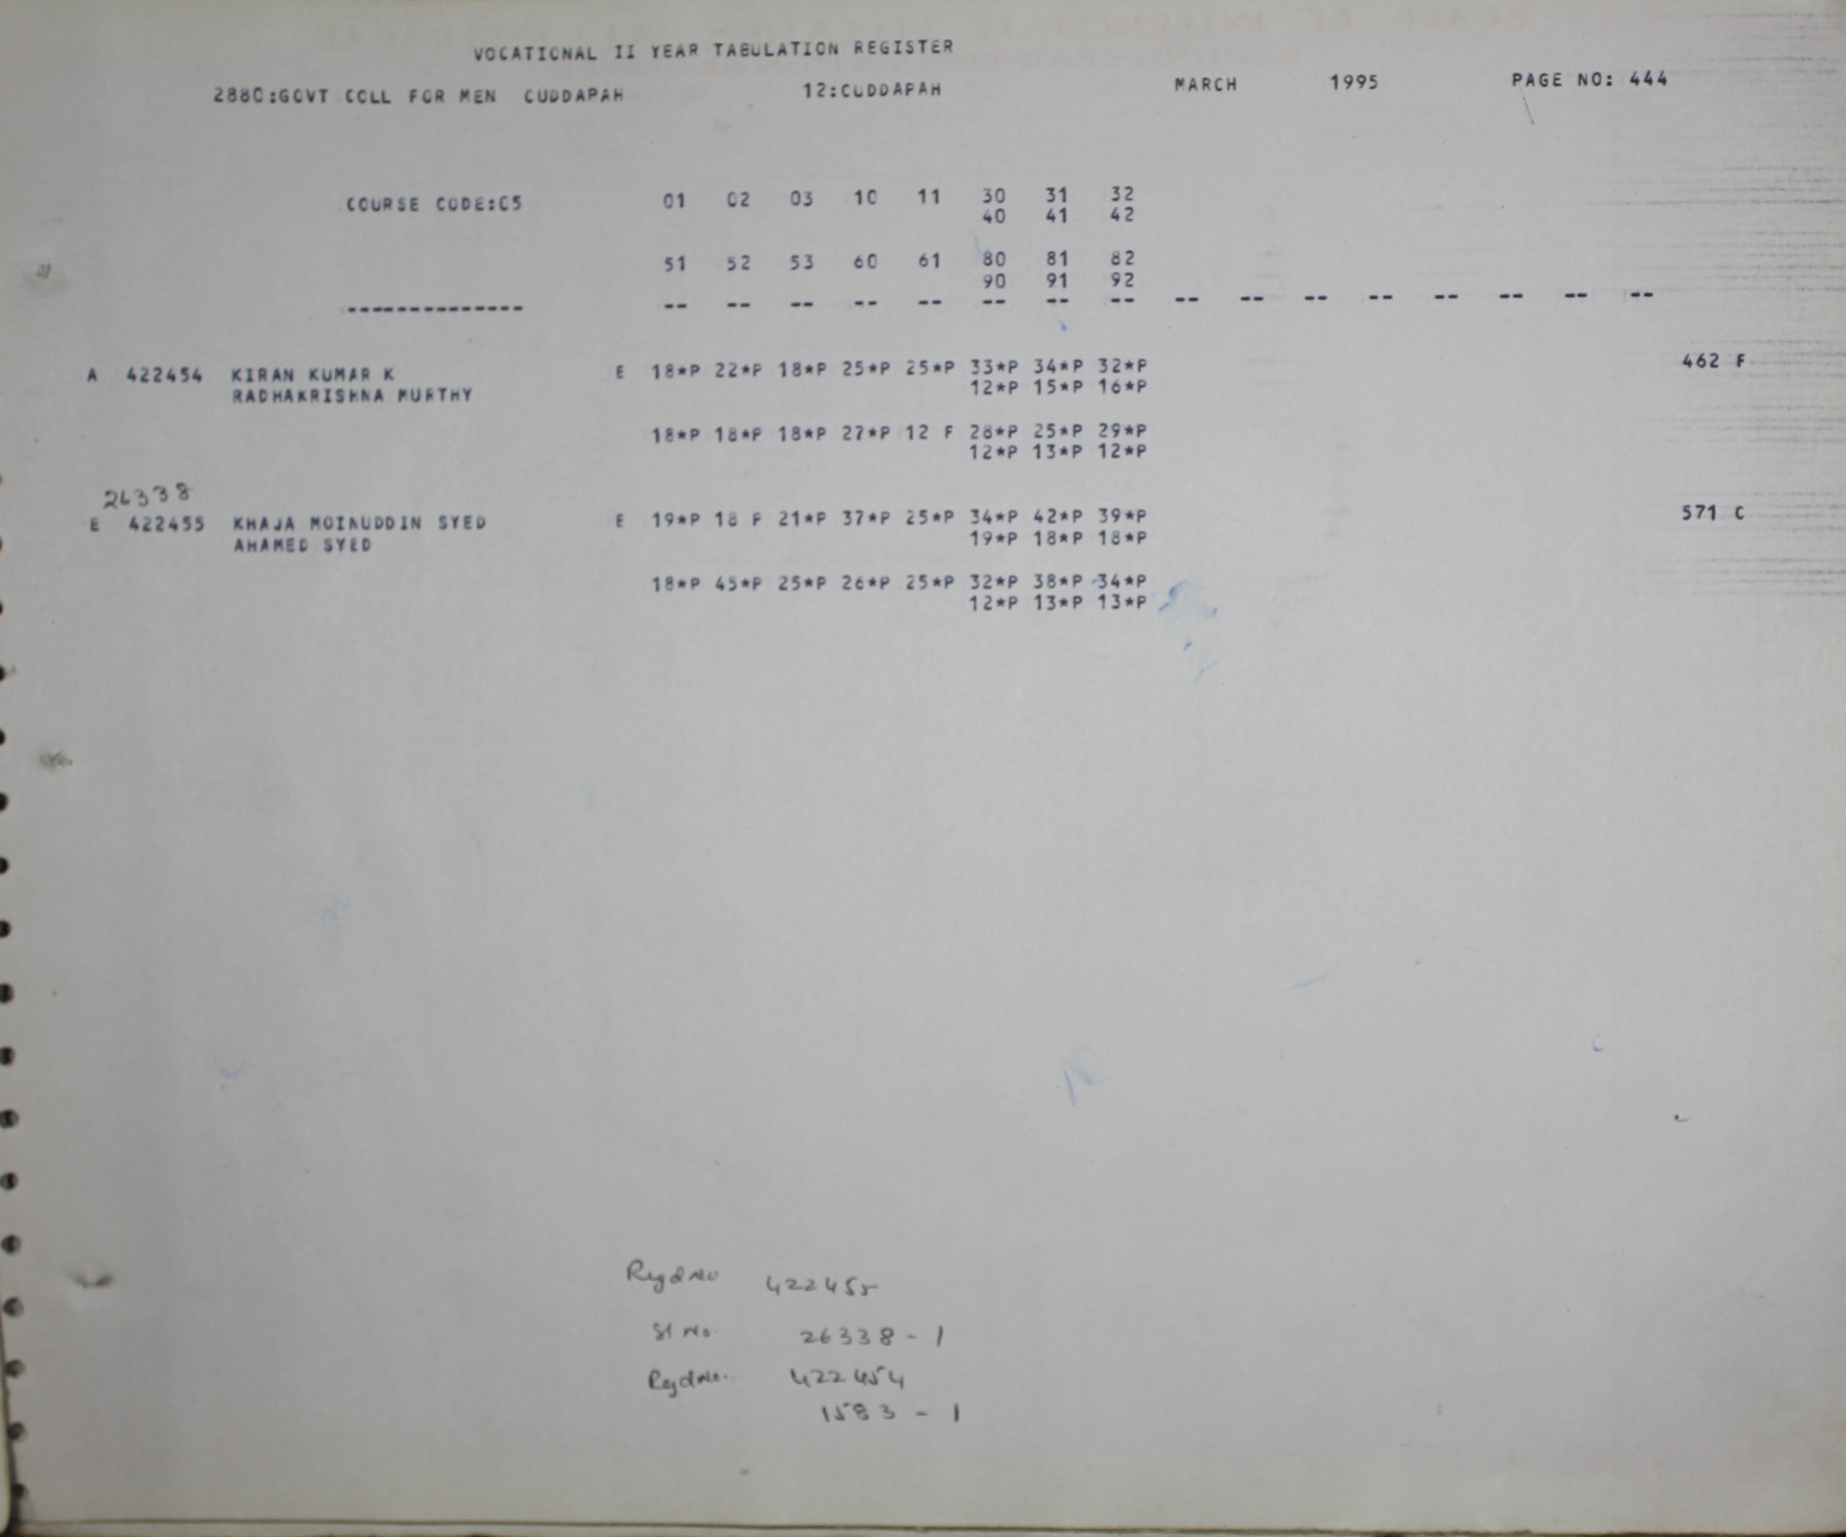 VOCATIONAL II YEAR TABULATION REGISTER
2880:GOVT COLL FOR MEN CUDDAPAH 12:CUDDAPAH MARCH 1995 PAGE NO: 444
COURSE CODE:05 01 02 03 10 11 30 31 32
40 41 42
51 52 53 60 61 80 81 82
90 91 92
-------------- -- -- -- -- -- -- -- -- -- -- -- -- -- -- -- --
A 422454 KIRAN KUMAR K E 18*P 22*P 18*P 25*P 25*P 33*P 34*P 32*P 462 F
RADHAKRISHNA MURTHY 12*P 15*P 16*P
18*P 18*P 18*P 27*P 12 F 28*P 25*P 29*P
12*P 13*P 12*P
26338
E 422455 KHAJA MOINUDDIN SYED E 19*P 18 P 21*P 37*P 25*P 34*P 42*P 39*P 571 C
AHAMED SYED 19*P 18*P 18*P
18*P 45*P 25*P 26*P 25*P 32*P 38*P 34*P
12*P 13*P 13*P
Regd No 422455
Sl No 26338 - 1
Regd No. 422454
1583 - 1